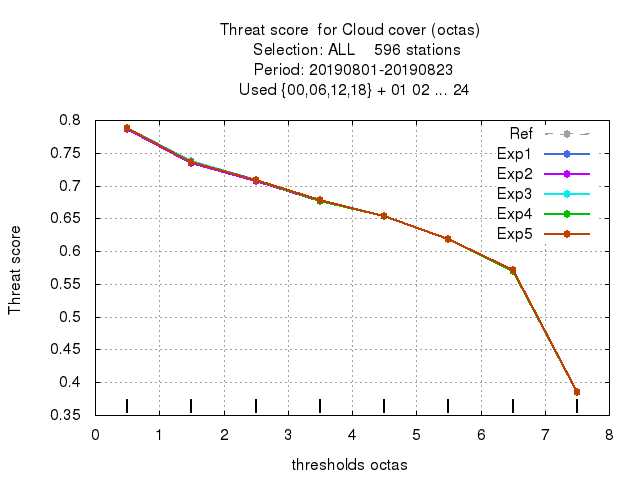 Threat score  for Cloud cover (octas)
Selection: ALL    596 stations
Period: 20190801-20190823
Used {00,06,12,18} + 01 02 ... 24
0.8
0.75
0.7
0.65
0.6
0.55
0.5
0.45
0.4
0.35
Threat score
Ref
Exp1
Exp2
Exp3
Exp4
Exp5
0 1 2 3 4 5 6 7 8
thresholds octas